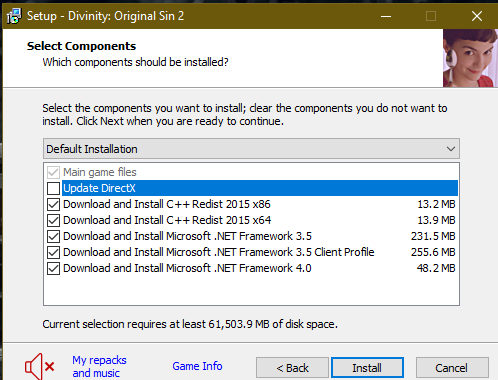 Setup - Divinity: Original Sin 2
Select Components
Which components should be installed?
Select the components you want to install; clear the components you do not want to
install. Click Next when you are ready to continue.
Default Installation
Main game files
Update DirectX
Download and Install C++ Redist 2015 x86 13.2 MB
Download and Install C++ Redist 2015 x64 13.9 MB
Download and Install Microsoft .NET Framework 3.5 231.5 MB
Download and Install Microsoft .NET Framework 3.5 Client Profile 255.6 MB
Download and Install Microsoft .NET Framework 4.0 48.2 MB
Current selection requires at least 61,503.9 MB of disk space.
My repacks
and music
Game Info
< Back
Install
Cancel